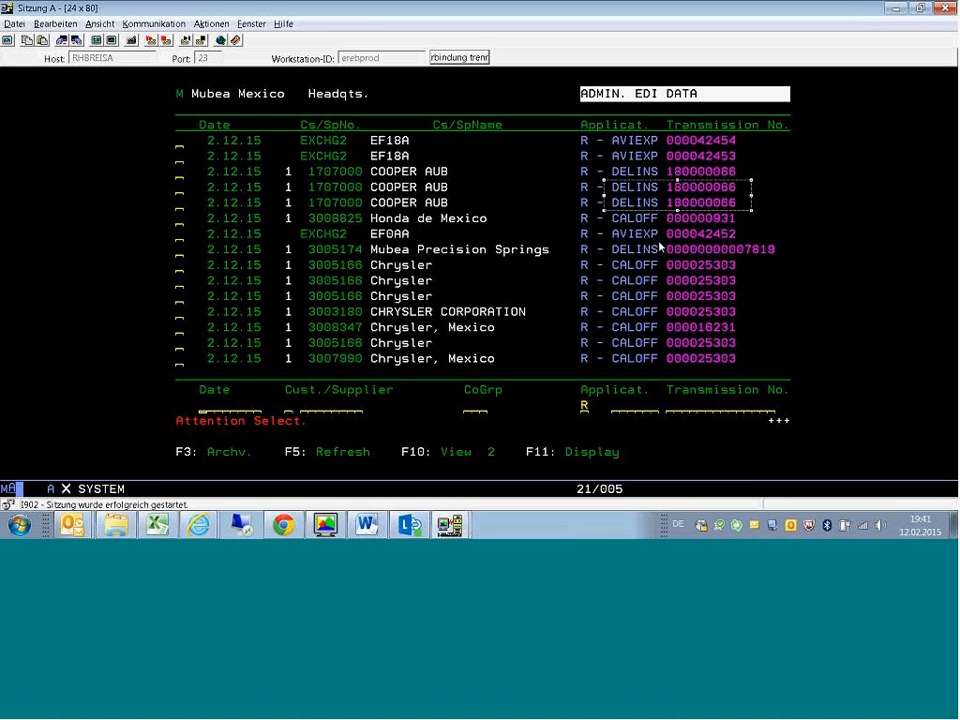 Sitzung A - [24 x 80]
Datei Bearbeiten Ansicht Kommunikation Aktionen Fenster Hilfe
Host: RHBREISA Port: 23 Workstation-ID: erebprod rbindung trenr
M Mubea Mexico Headqts. ADMIN. EDI DATA
Date Cs/SpNo. Cs/SpName Applicat. Transmission No.
2.12.15 EXCHG2 EF18A R - AVIEXP 000042454
2.12.15 EXCHG2 EF18A R - AVIEXP 000042453
2.12.15 1 1707000 COOPER AUB R - DELINS 180000066
2.12.15 1 1707000 COOPER AUB R - DELINS 180000066
2.12.15 1 1707000 COOPER AUB R - DELINS 180000066
2.12.15 1 3008825 Honda de Mexico R - CALOFF 000000931
2.12.15 EXCHG2 EF0AA R - AVIEXP 000042452
2.12.15 1 3005174 Mubea Precision Springs R - DELINS 00000000007819
2.12.15 1 3005166 Chrysler R - CALOFF 000025303
2.12.15 1 3005166 Chrysler R - CALOFF 000025303
2.12.15 1 3005166 Chrysler R - CALOFF 000025303
2.12.15 1 3003180 CHRYSLER CORPORATION R - CALOFF 000025303
2.12.15 1 3008347 Chrysler, Mexico R - CALOFF 000016231
2.12.15 1 3005166 Chrysler R - CALOFF 000025303
2.12.15 1 3007990 Chrysler, Mexico R - CALOFF 000025303
Date Cust./Supplier CoGrp Applicat. Transmission No.
R
Attention Select. +++
F3: Archv. F5: Refresh F10: View 2 F11: Display
MA A X SYSTEM 21/005
I902 - Sitzung wurde erfolgreich gestartet.
DE 19:41
12.02.2015